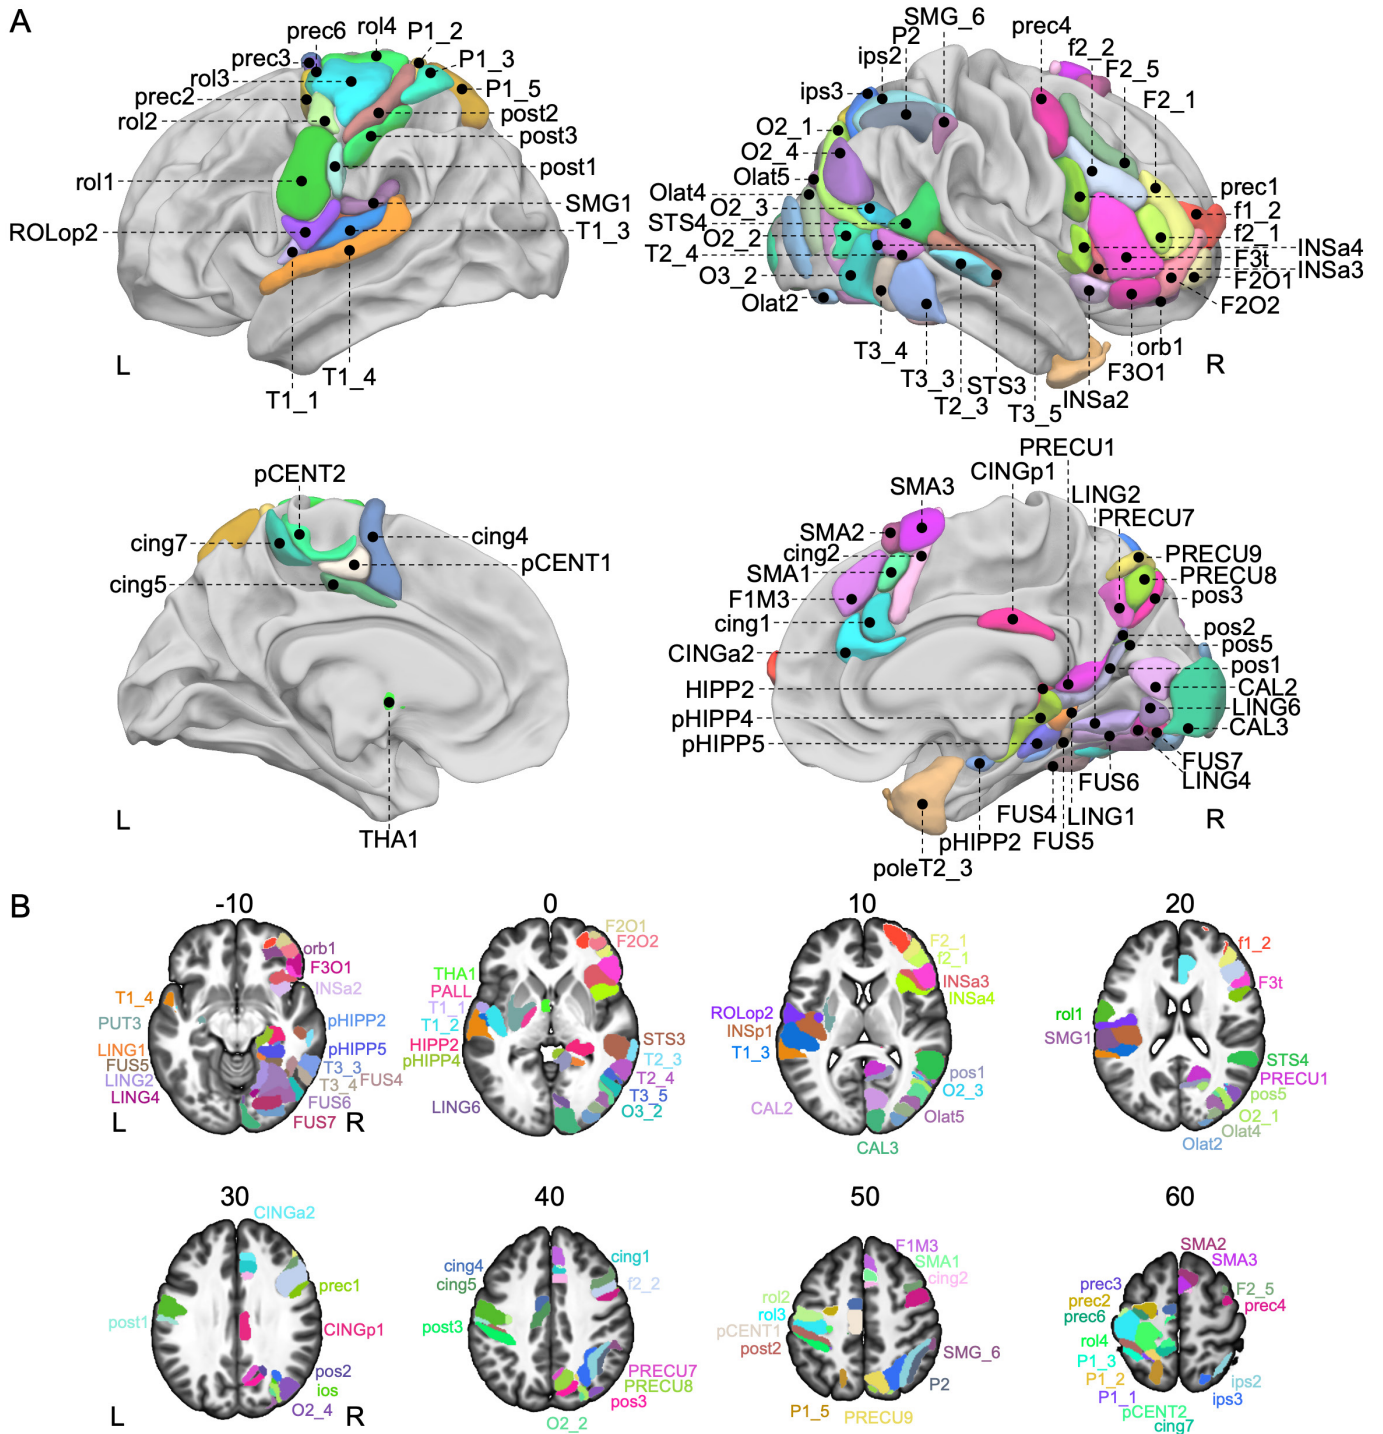 A
prec6
rol4
P1_2
prec3
P1_3
rol3
P1_5
prec2
post2
rol2
post3
post1
rol1
SMG1
ROLop2
T1_3
L
T1_4
T1_1
SMG_6
P2
prec4
ips2
f2_2
F2_5
ips3
F2_1
O2_1
O2_4
Olat5
prec1
Olat4
f1_2
O2_3
f2_1
STS4
INSa4
O2_2
F3t
T2_4
INSa3
O3_2
F2O1
Olat2
F2O2
orb1
T3_4
R
F3O1
T3_3
STS3
INSa2
T2_3
T3_5
pCENT2
cing7
cing4
pCENT1
cing5
L
THA1
PRECU1
CINGp1
SMA3
LING2
PRECU7
SMA2
cing2
PRECU9
SMA1
PRECU8
F1M3
pos3
cing1
pos2
CINGa2
pos5
pos1
HIPP2
CAL2
LING6
pHIPP4
CAL3
pHIPP5
FUS7
FUS6
LING4
FUS4
LING1
R
pHIPP2
FUS5
poleT2_3
B
-10
orb1
F3O1
INSa2
T1_4
PUT3
pHIPP2
LING1
pHIPP5
FUS5
T3_3
LING2
T3_4
FUS4
LING4
FUS6
L
FUS7
R
0
F2O1
F2O2
THA1
PALL
T1_1
T1_2
HIPP2
STS3
pHIPP4
T2_3
T2_4
T3_5
LING6
O3_2
10
F2_1
f2_1
INSa3
INSa4
ROLop2
INSp1
T1_3
pos1
O2_3
CAL2
Olat5
CAL3
20
f1_2
F3t
rol1
SMG1
STS4
PRECU1
pos5
O2_1
Olat4
Olat2
30
CINGa2
prec1
post1
CINGp1
pos2
ios
O2_4
L
R
40
cing4
cing1
cing5
f2_2
post3
PRECU7
PRECU8
pos3
O2_2
50
F1M3
SMA1
cing2
rol2
rol3
pCENT1
post2
SMG_6
P2
P1_5
PRECU9
60
SMA2
SMA3
prec3
F2_5
prec2
prec4
prec6
rol4
P1_3
P1_2
ips2
P1_1
ips3
pCENT2
cing7